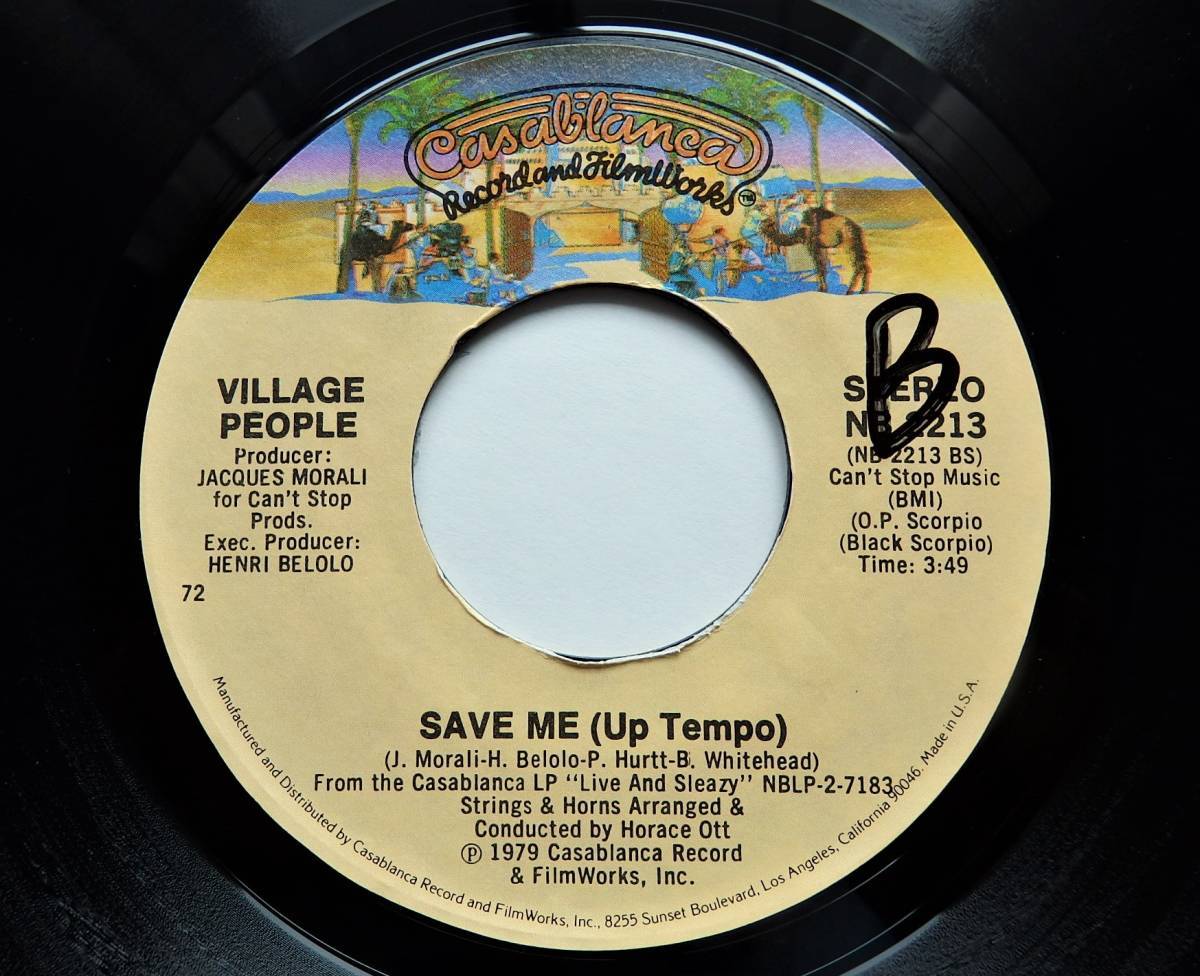 Casablanca
Record and FilmWorks™
VILLAGE
PEOPLE
Producer:
JACQUES MORALI
for Can't Stop
Prods.
Exec. Producer:
HENRI BELOLO
72
B
STEREO
NB 2213
(NB 2213 BS)
Can't Stop Music
(BMI)
(O.P. Scorpio
(Black Scorpio)
Time: 3:49
SAVE ME (Up Tempo)
(J. Morali-H. Belolo-P. Hurtt-B. Whitehead)
From the Casablanca LP "Live And Sleazy" NBLP-2-7183
Strings & Horns Arranged &
Conducted by Horace Ott
Ⓟ 1979 Casablanca Record
& FilmWorks, Inc.
Manufactured and Distributed by Casablanca Record and FilmWorks, Inc., 8255 Sunset Boulevard, Los Angeles, California 90046. Made in U.S.A.